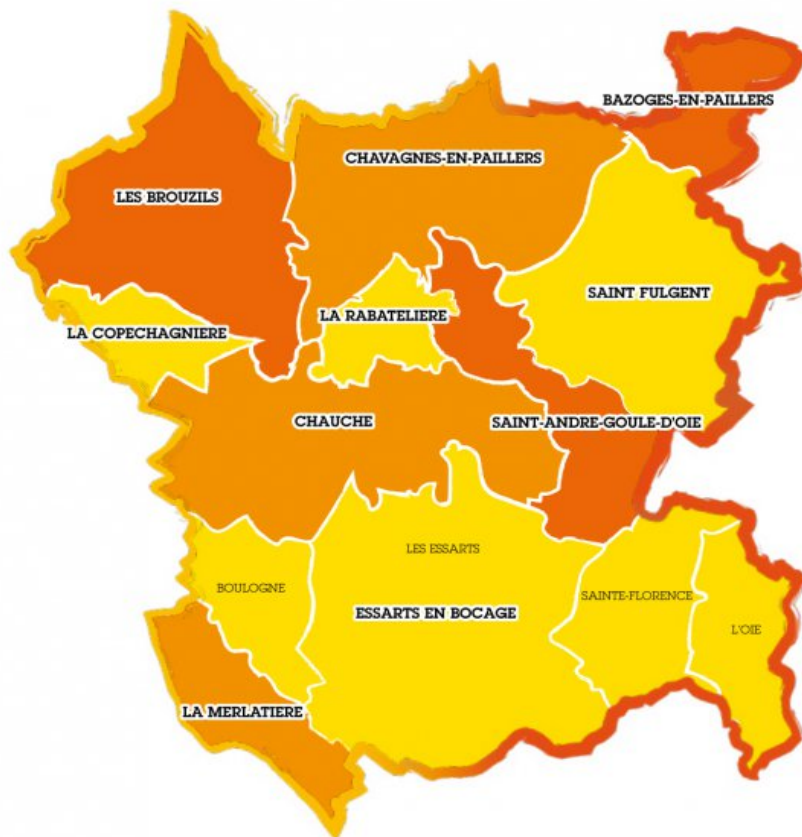 BAZOGES-EN-PAILLERS
CHAVAGNES-EN-PAILLERS
LES BROUZILS
SAINT FULGENT
LA RABATELIERE
LA COPECHAGNIERE
CHAUCHE
SAINT-ANDRE-GOULE-D'OIE
LES ESSARTS
BOULOGNE
SAINTE-FLORENCE
ESSARTS EN BOCAGE
L'OIE
LA MERLATIERE